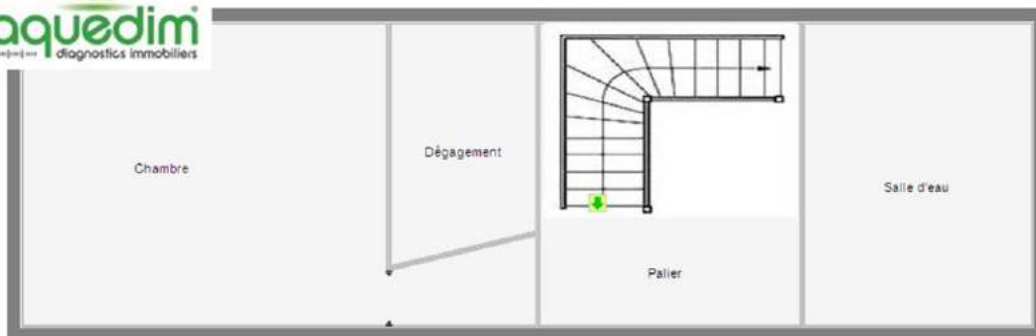 aquedim
diagnostics immobiliers
Chambre
Dégagement
Salle d'eau
Palier